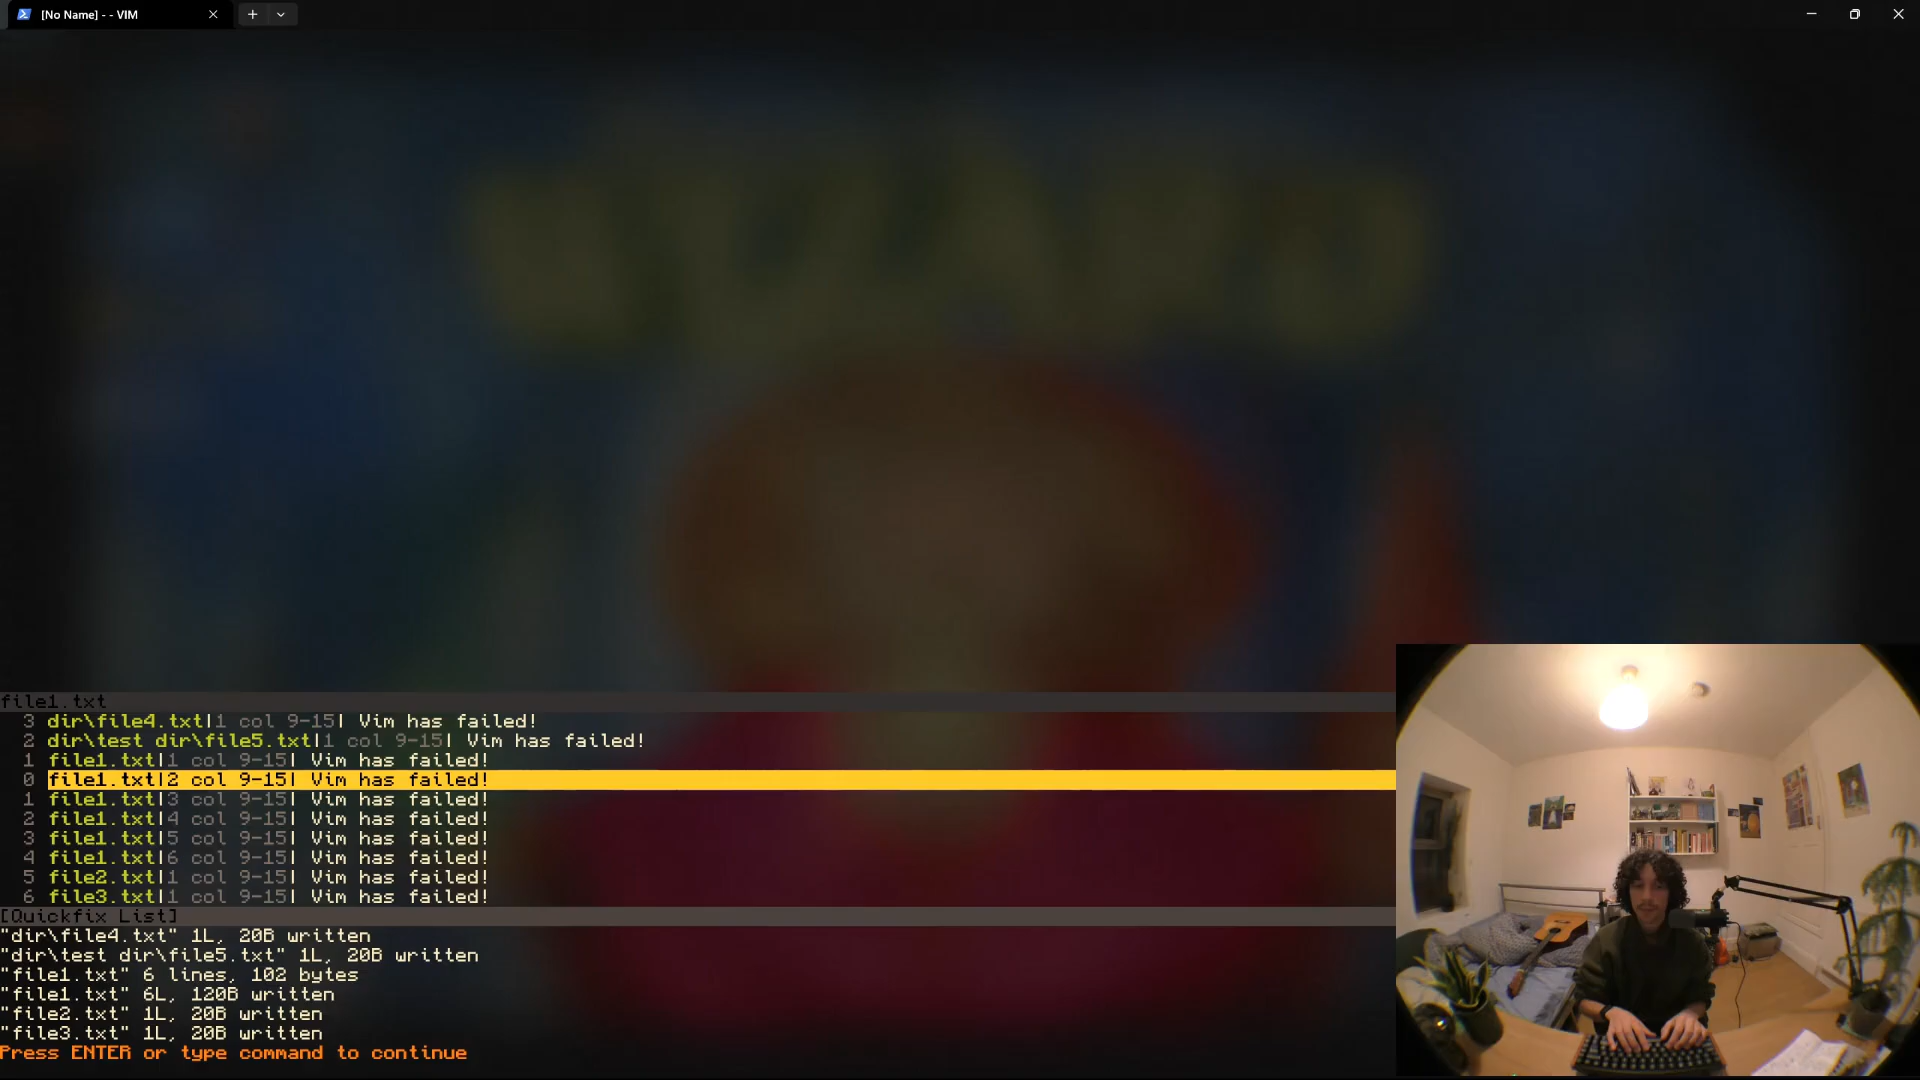 [No Name] - - VIM
file1.txt
3 dir\file4.txt|1 col 9-15| Vim has failed!
2 dir\test dir\file5.txt|1 col 9-15| Vim has failed!
1 file1.txt|1 col 9-15| Vim has failed!
0 file1.txt|2 col 9-15| Vim has failed!
1 file1.txt|3 col 9-15| Vim has failed!
2 file1.txt|4 col 9-15| Vim has failed!
3 file1.txt|5 col 9-15| Vim has failed!
4 file1.txt|6 col 9-15| Vim has failed!
5 file2.txt|1 col 9-15| Vim has failed!
6 file3.txt|1 col 9-15| Vim has failed!
[Quickfix List]
"dir\file4.txt" 1L, 20B written
"dir\test dir\file5.txt" 1L, 20B written
"file1.txt" 6 lines, 102 bytes
"file1.txt" 6L, 120B written
"file2.txt" 1L, 20B written
"file3.txt" 1L, 20B written
Press ENTER or type command to continue